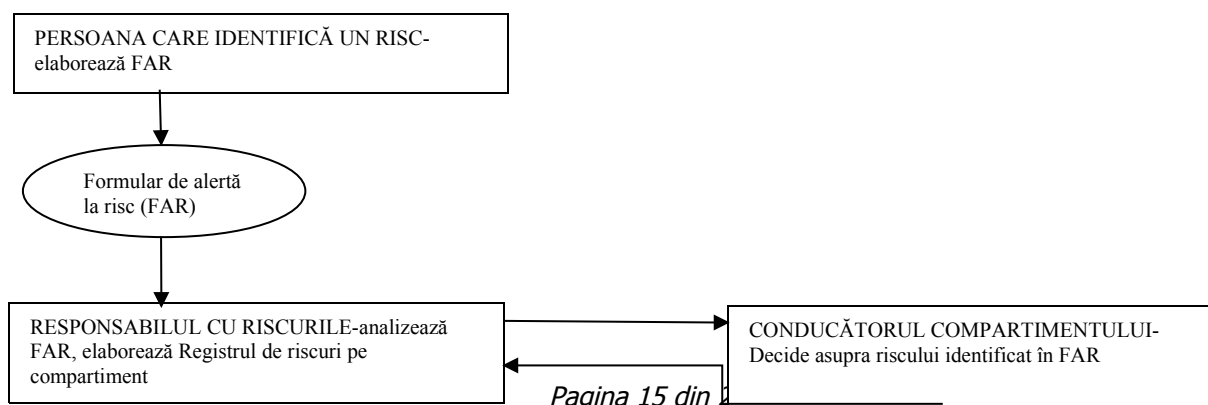 PERSOANA CARE IDENTIFICĂ UN RISC-
elaborează FAR
Formular de alertă
la risc (FAR)
RESPONSABILUL CU RISCURILE-analizează
FAR, elaborează Registrul de riscuri pe
compartiment
CONDUCĂTORUL COMPARTIMENTULUI-
Decide asupra riscului identificat în FAR
Pagina 15 din